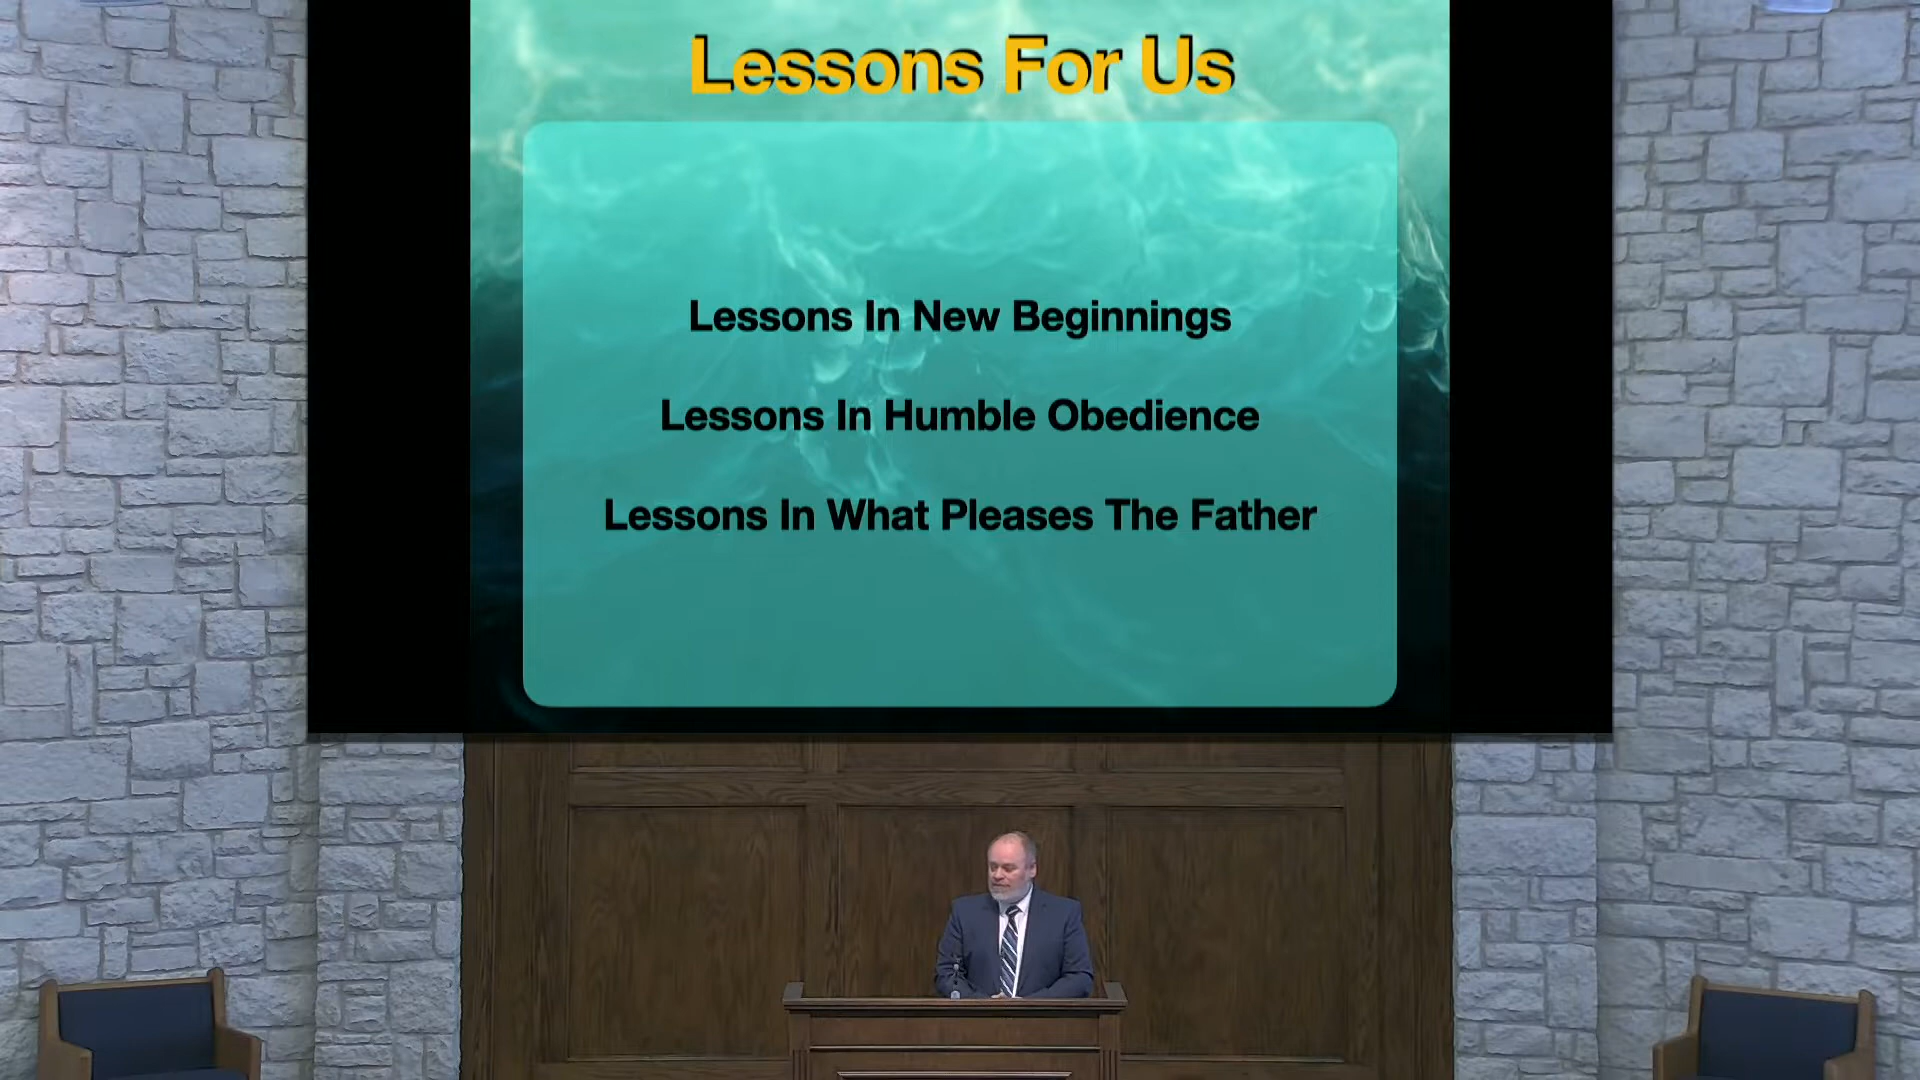 Lessons For Us
Lessons In New Beginnings
Lessons In Humble Obedience
Lessons In What Pleases The Father